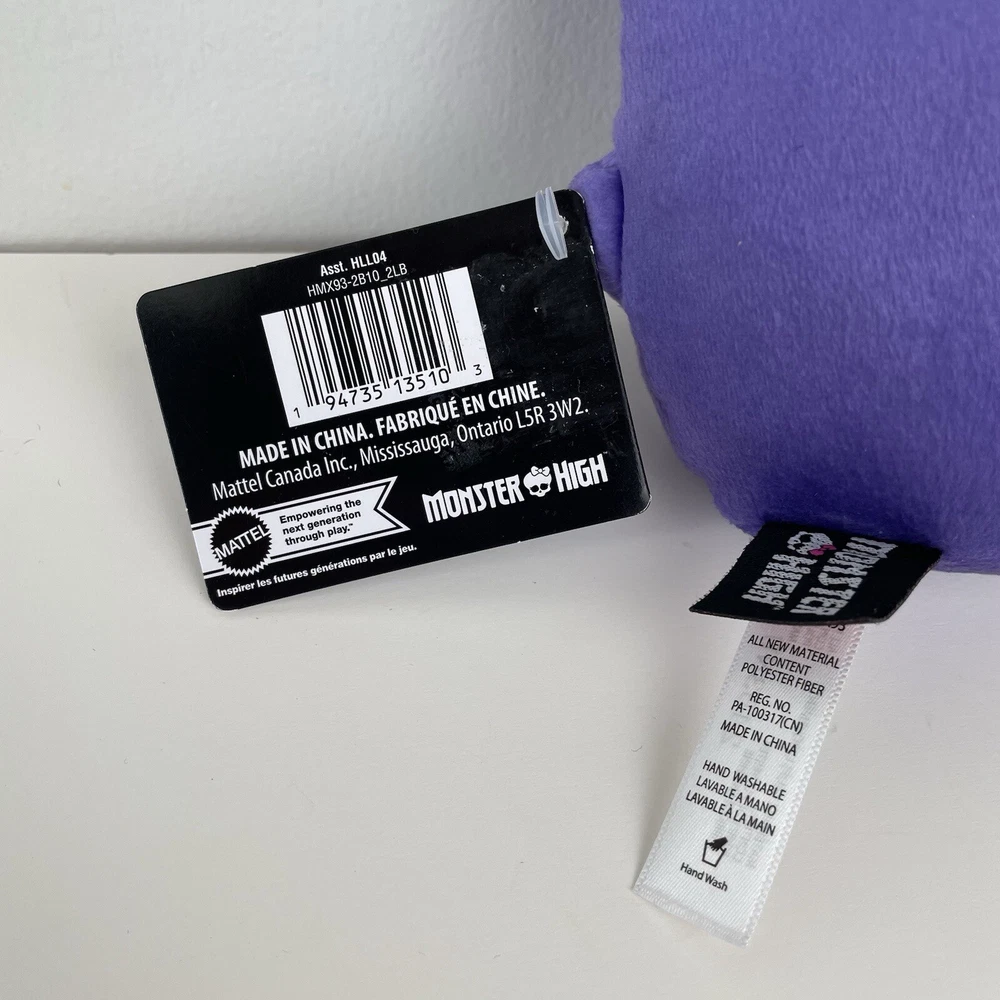 Asst. HLL04
HMX93-2B10_2LB
1 94735 13510 3
MADE IN CHINA. FABRIQUÉ EN CHINE.
Mattel Canada Inc., Mississauga, Ontario L5R 3W2.
MATTEL
Empowering the
next generation
through play.™
Inspirer les futures générations par le jeu.
MONSTER HIGH™
MONSTER
HIGH
ALL NEW MATERIAL
CONTENT
POLYESTER FIBER
REG. NO.
PA-100317(CN)
MADE IN CHINA
HAND WASHABLE
LAVABLE A MANO
LAVABLE À LA MAIN
Hand Wash